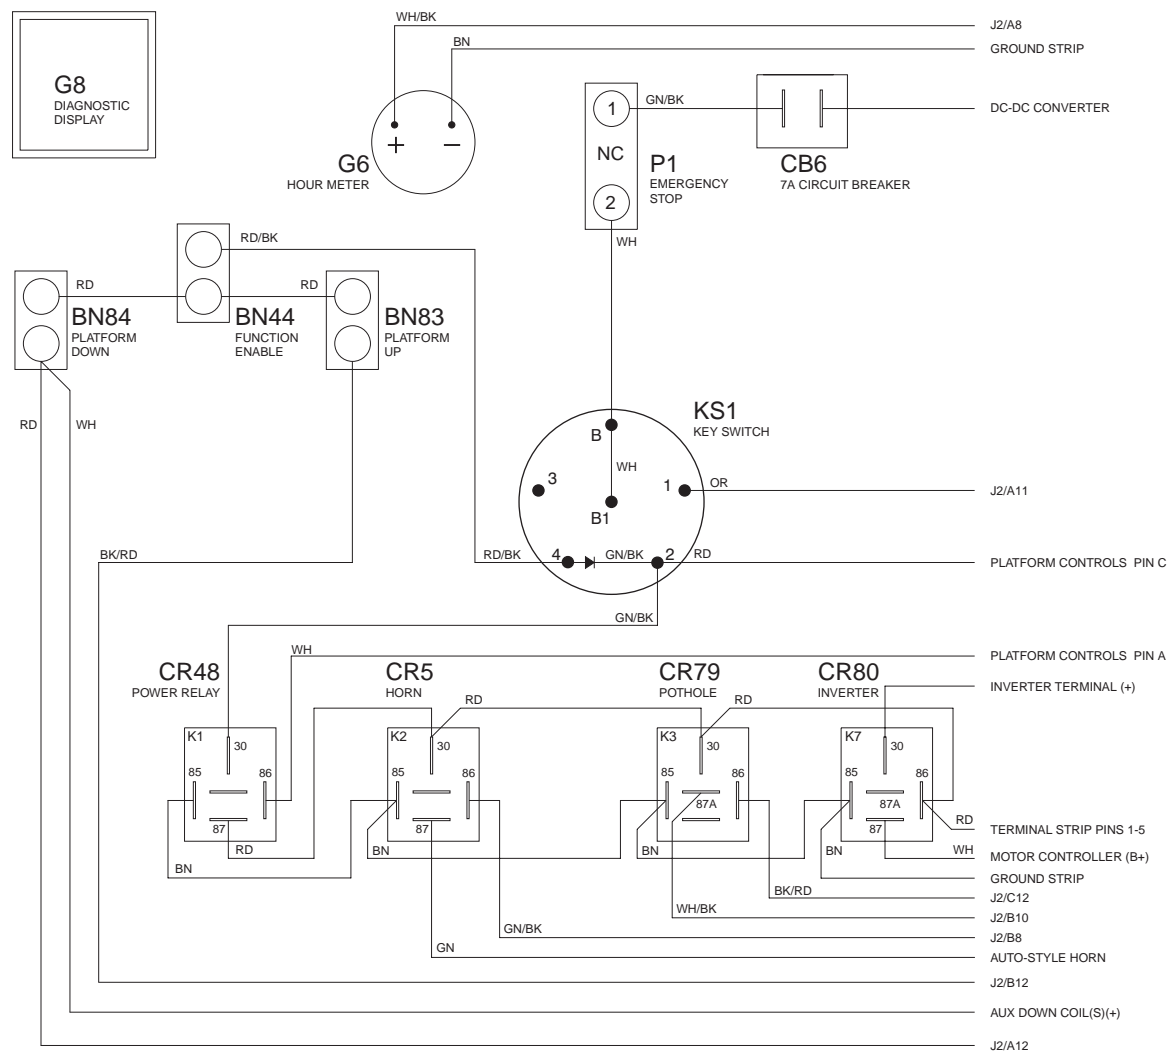 WH/BK
J2/A8
BN
GROUND STRIP
G8
DIAGNOSTIC
DISPLAY
+
–
G6
HOUR METER
1
NC
2
GN/BK
P1
EMERGENCY
STOP
CB6
7A CIRCUIT BREAKER
DC-DC CONVERTER
WH
RD/BK
RD
RD
BN84
PLATFORM
DOWN
BN44
FUNCTION
ENABLE
BN83
PLATFORM
UP
RD
WH
KS1
KEY SWITCH
B
WH
3
1
OR
J2/A11
B1
BK/RD
RD/BK
4
GN/BK
2
RD
PLATFORM CONTROLS PIN C
GN/BK
WH
PLATFORM CONTROLS PIN A
CR48
POWER RELAY
CR5
HORN
CR79
POTHOLE
CR80
INVERTER
INVERTER TERMINAL (+)
RD
RD
K1
30
85
86
87
K2
30
85
86
87
K3
30
85
86
87A
K7
30
85
86
87A
87
RD
TERMINAL STRIP PINS 1-5
RD
BN
BN
BN
BN
WH
MOTOR CONTROLLER (B+)
GROUND STRIP
BK/RD
J2/C12
WH/BK
J2/B10
GN/BK
J2/B8
GN
AUTO-STYLE HORN
J2/B12
AUX DOWN COIL(S)(+)
J2/A12